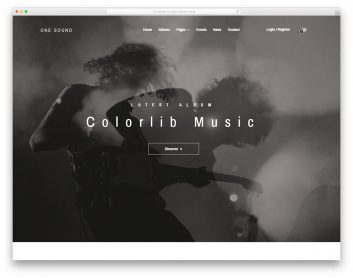 ONE SOUND
Home Albums Pages Events News Contact
Login / Register
LATEST ALBUM
Colorlib Music
Discover